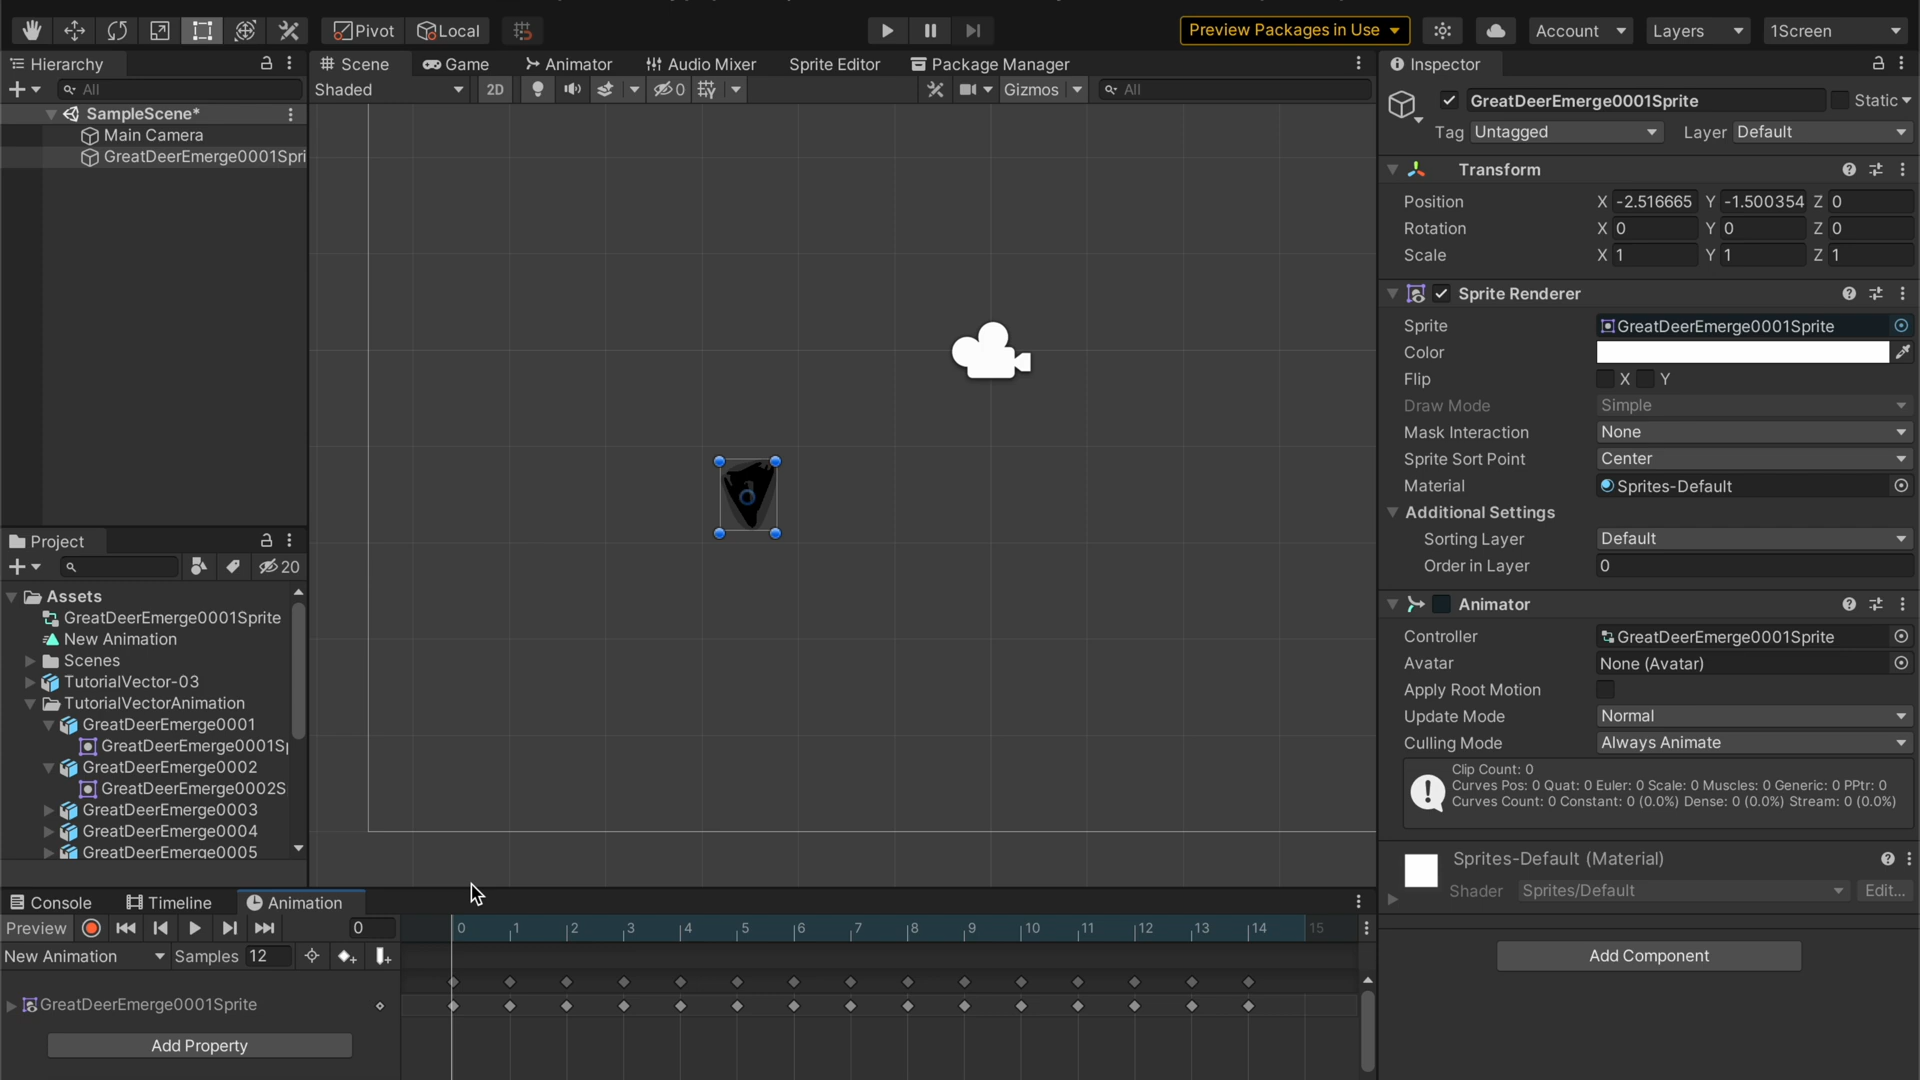 Pivot
Local
Preview Packages in Use
Account
Layers
1Screen
Hierarchy
Scene
Game
Animator
Audio Mixer
Sprite Editor
Package Manager
Inspector
All
Shaded
2D
0
Gizmos
All
GreatDeerEmerge0001Sprite
Static
SampleScene*
Main Camera
GreatDeerEmerge0001Spri
Tag Untagged
Layer Default
Transform
Position X -2.516665 Y -1.500354 Z 0
Rotation X 0 Y 0 Z 0
Scale X 1 Y 1 Z 1
Sprite Renderer
Sprite GreatDeerEmerge0001Sprite
Color
Flip X Y
Draw Mode Simple
Mask Interaction None
Sprite Sort Point Center
Material Sprites-Default
Additional Settings
Sorting Layer Default
Order in Layer 0
Animator
Controller GreatDeerEmerge0001Sprite
Avatar None (Avatar)
Apply Root Motion
Update Mode Normal
Culling Mode Always Animate
Clip Count: 0
Curves Pos: 0 Quat: 0 Euler: 0 Scale: 0 Muscles: 0 Generic: 0 PPtr: 0
Curves Count: 0 Constant: 0 (0.0%) Dense: 0 (0.0%) Stream: 0 (0.0%)
Sprites-Default (Material)
Shader Sprites/Default Edit...
Add Component
Project
20
Assets
GreatDeerEmerge0001Sprite
New Animation
Scenes
TutorialVector-03
TutorialVectorAnimation
GreatDeerEmerge0001
GreatDeerEmerge0001S
GreatDeerEmerge0002
GreatDeerEmerge0002S
GreatDeerEmerge0003
GreatDeerEmerge0004
GreatDeerEmerge0005
Console
Timeline
Animation
Preview
0
0 1 2 3 4 5 6 7 8 9 10 11 12 13 14 15
New Animation
Samples 12
GreatDeerEmerge0001Sprite
Add Property